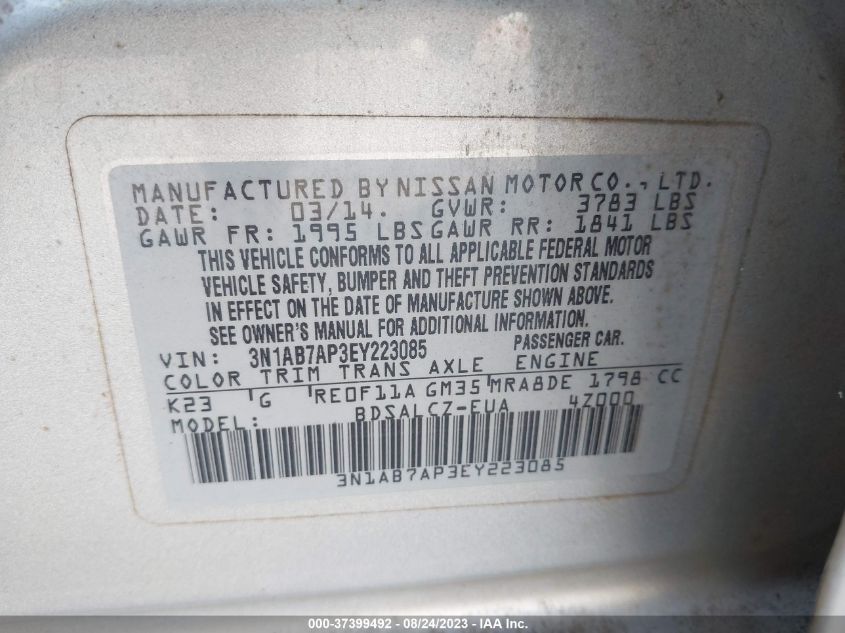 MANUFACTURED BY NISSAN MOTOR CO., LTD.
DATE: 03/14. GVWR: 3783 LBS
GAWR FR: 1995 LBS GAWR RR: 1841 LBS
THIS VEHICLE CONFORMS TO ALL APPLICABLE FEDERAL MOTOR
VEHICLE SAFETY, BUMPER AND THEFT PREVENTION STANDARDS
IN EFFECT ON THE DATE OF MANUFACTURE SHOWN ABOVE.
SEE OWNER'S MANUAL FOR ADDITIONAL INFORMATION.
VIN: 3N1AB7AP3EY223085 PASSENGER CAR.
COLOR TRIM TRANS AXLE ENGINE
K23 G RE0F11A GM35 MRA8DE 1798 CC
MODEL: BDSALCZ-EUA 4Z000
3N1AB7AP3EY223085
000-37399492 - 08/24/2023 - IAAI, Inc.